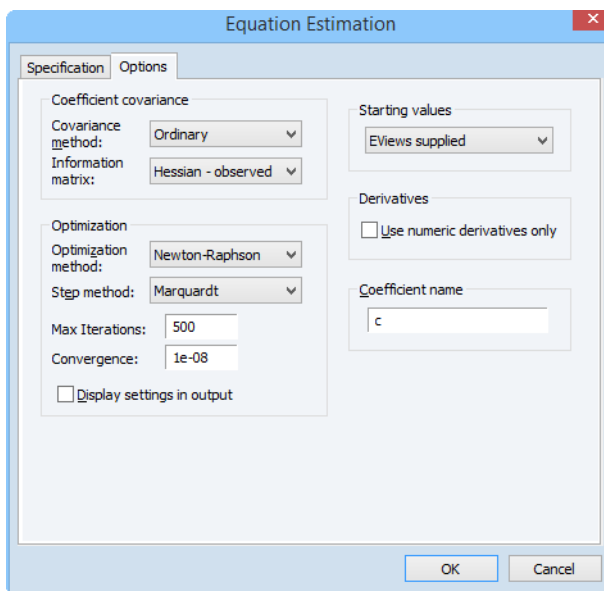 Equation Estimation
Specification
Options
Coefficient covariance
Covariance method:
Ordinary
Information matrix:
Hessian - observed
Optimization
Optimization method:
Newton-Raphson
Step method:
Marquardt
Max Iterations:
500
Convergence:
1e-08
Display settings in output
Starting values
EViews supplied
Derivatives
Use numeric derivatives only
Coefficient name
c
OK
Cancel